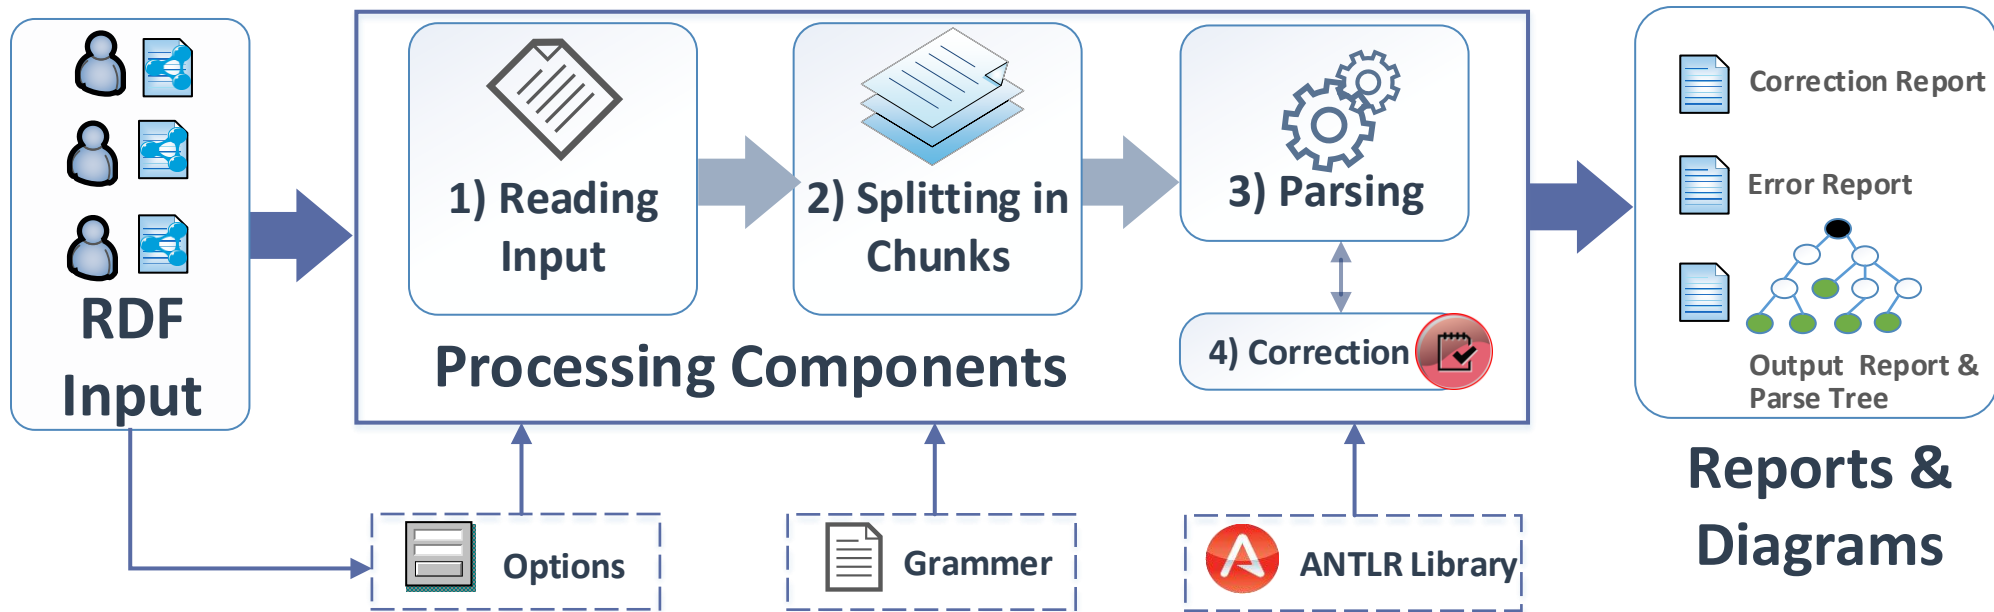 RDF
Input
1) Reading
Input
2) Splitting in
Chunks
3) Parsing
4) Correction
Processing Components
Options
Grammer
ANTLR Library
Correction Report
Error Report
Output Report &
Parse Tree
Reports &
Diagrams